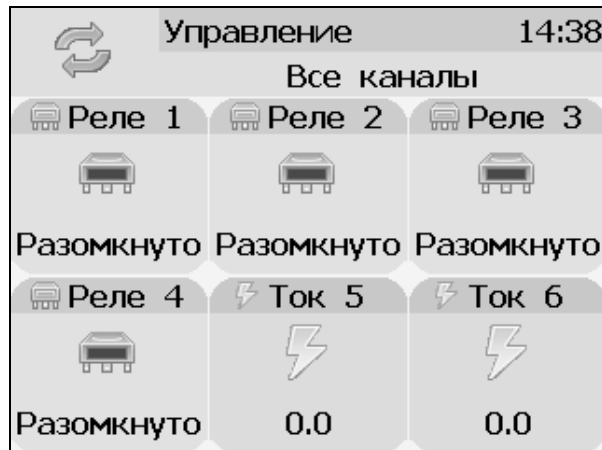 Управление 14:38
Все каналы
Реле 1 Реле 2 Реле 3
Разомкнуто Разомкнуто Разомкнуто
Реле 4 Ток 5 Ток 6
Разомкнуто 0.0 0.0